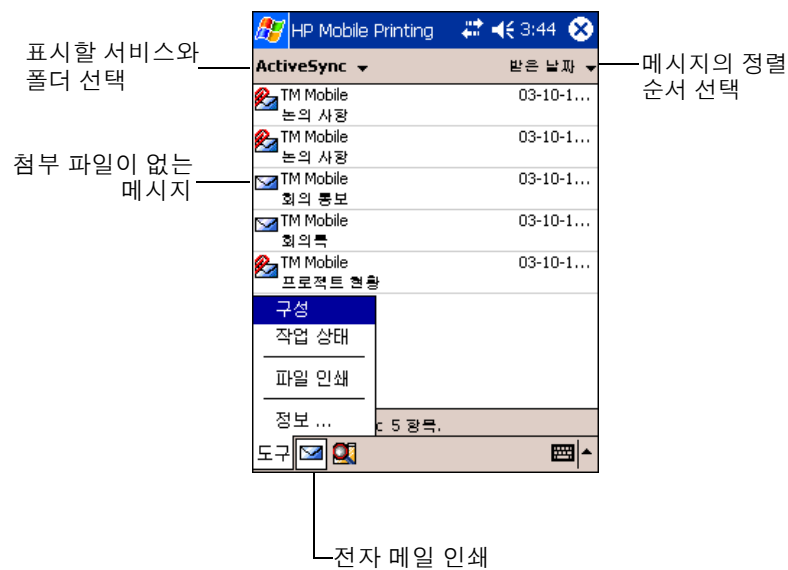 HP Mobile Printing 3:44
표시할 서비스와
폴더 선택
ActiveSync 받은 날짜
메시지의 정렬
순서 선택
TM Mobile 03-10-1...
논의 사항
TM Mobile 03-10-1...
논의 사항
첨부 파일이 없는
메시지
TM Mobile 03-10-1...
회의 통보
TM Mobile 03-10-1...
회의록
TM Mobile 03-10-1...
프로젝트 현황
구성
작업 상태
파일 인쇄
정보 ...
c 5 항목.
도구
전자 메일 인쇄